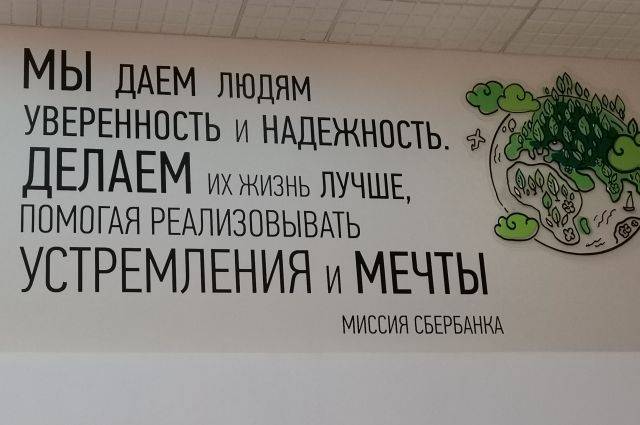 МЫ ДАЕМ ЛЮДЯМ
УВЕРЕННОСТЬ И НАДЕЖНОСТЬ.
ДЕЛАЕМ ИХ ЖИЗНЬ ЛУЧШЕ,
ПОМОГАЯ РЕАЛИЗОВЫВАТЬ
УСТРЕМЛЕНИЯ И МЕЧТЫ
МИССИЯ СБЕРБАНКА